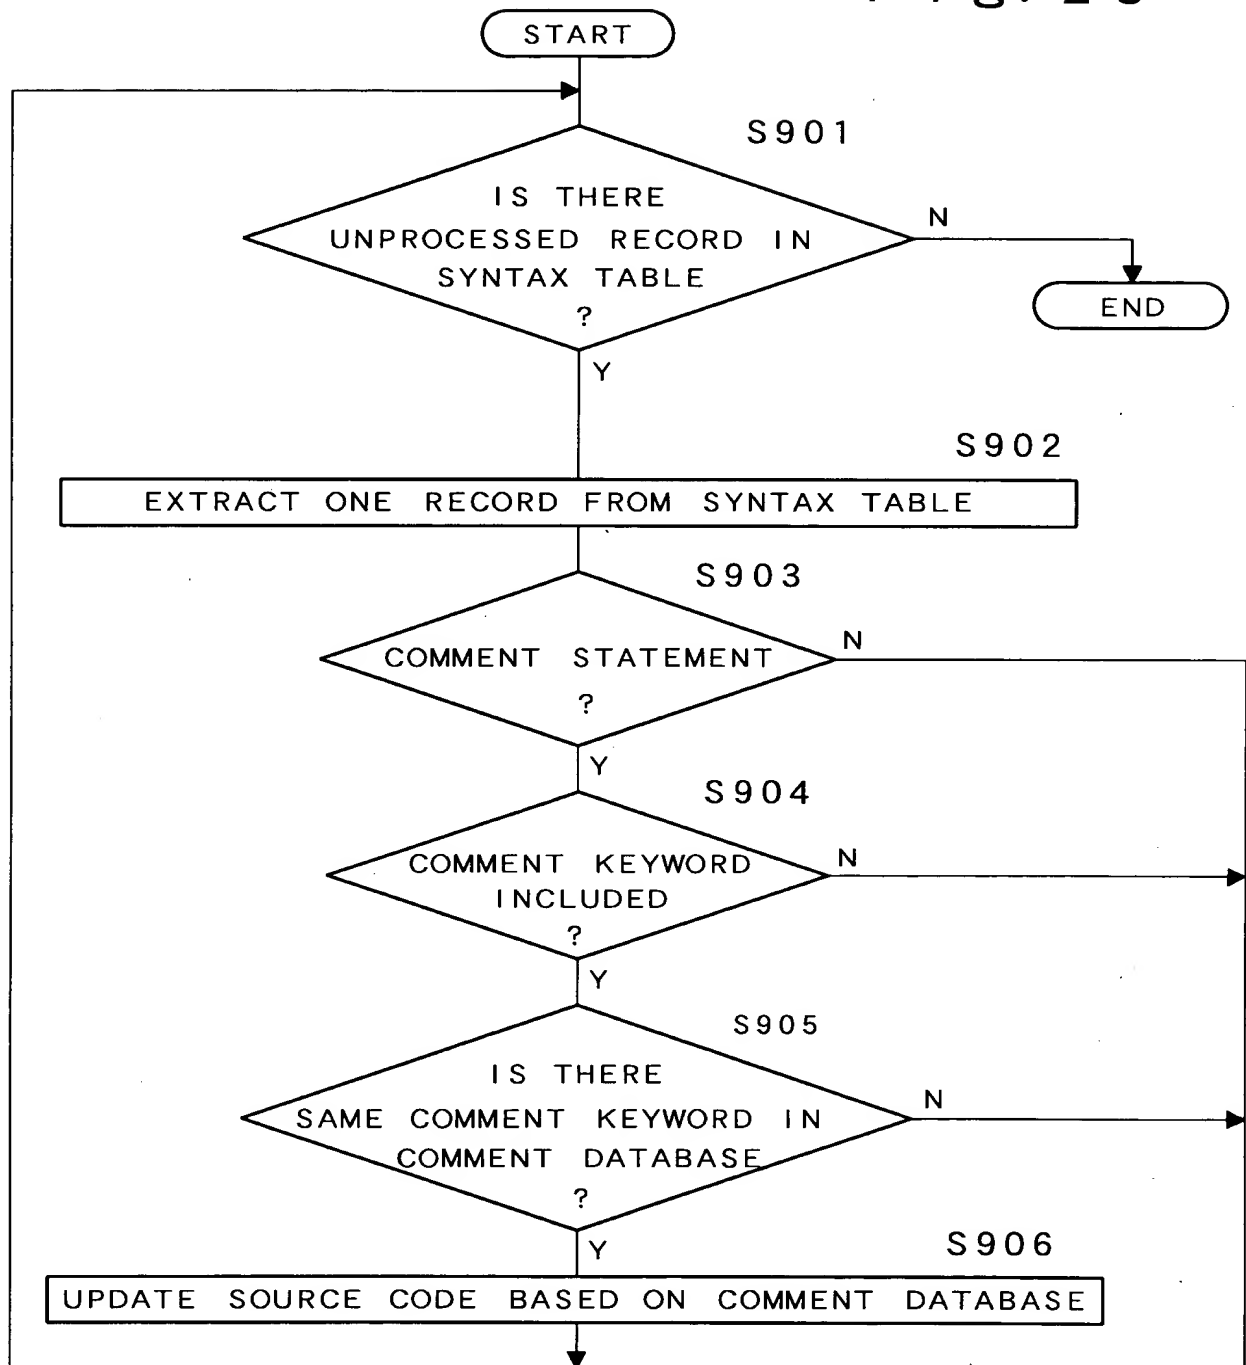 START
S901
IS THERE
UNPROCESSED RECORD IN
SYNTAX TABLE
?
N
END
Y
S902
EXTRACT ONE RECORD FROM SYNTAX TABLE
S903
COMMENT STATEMENT
?
N
Y
S904
COMMENT KEYWORD
INCLUDED
?
N
Y
S905
IS THERE
SAME COMMENT KEYWORD IN
COMMENT DATABASE
?
N
Y
S906
UPDATE SOURCE CODE BASED ON COMMENT DATABASE